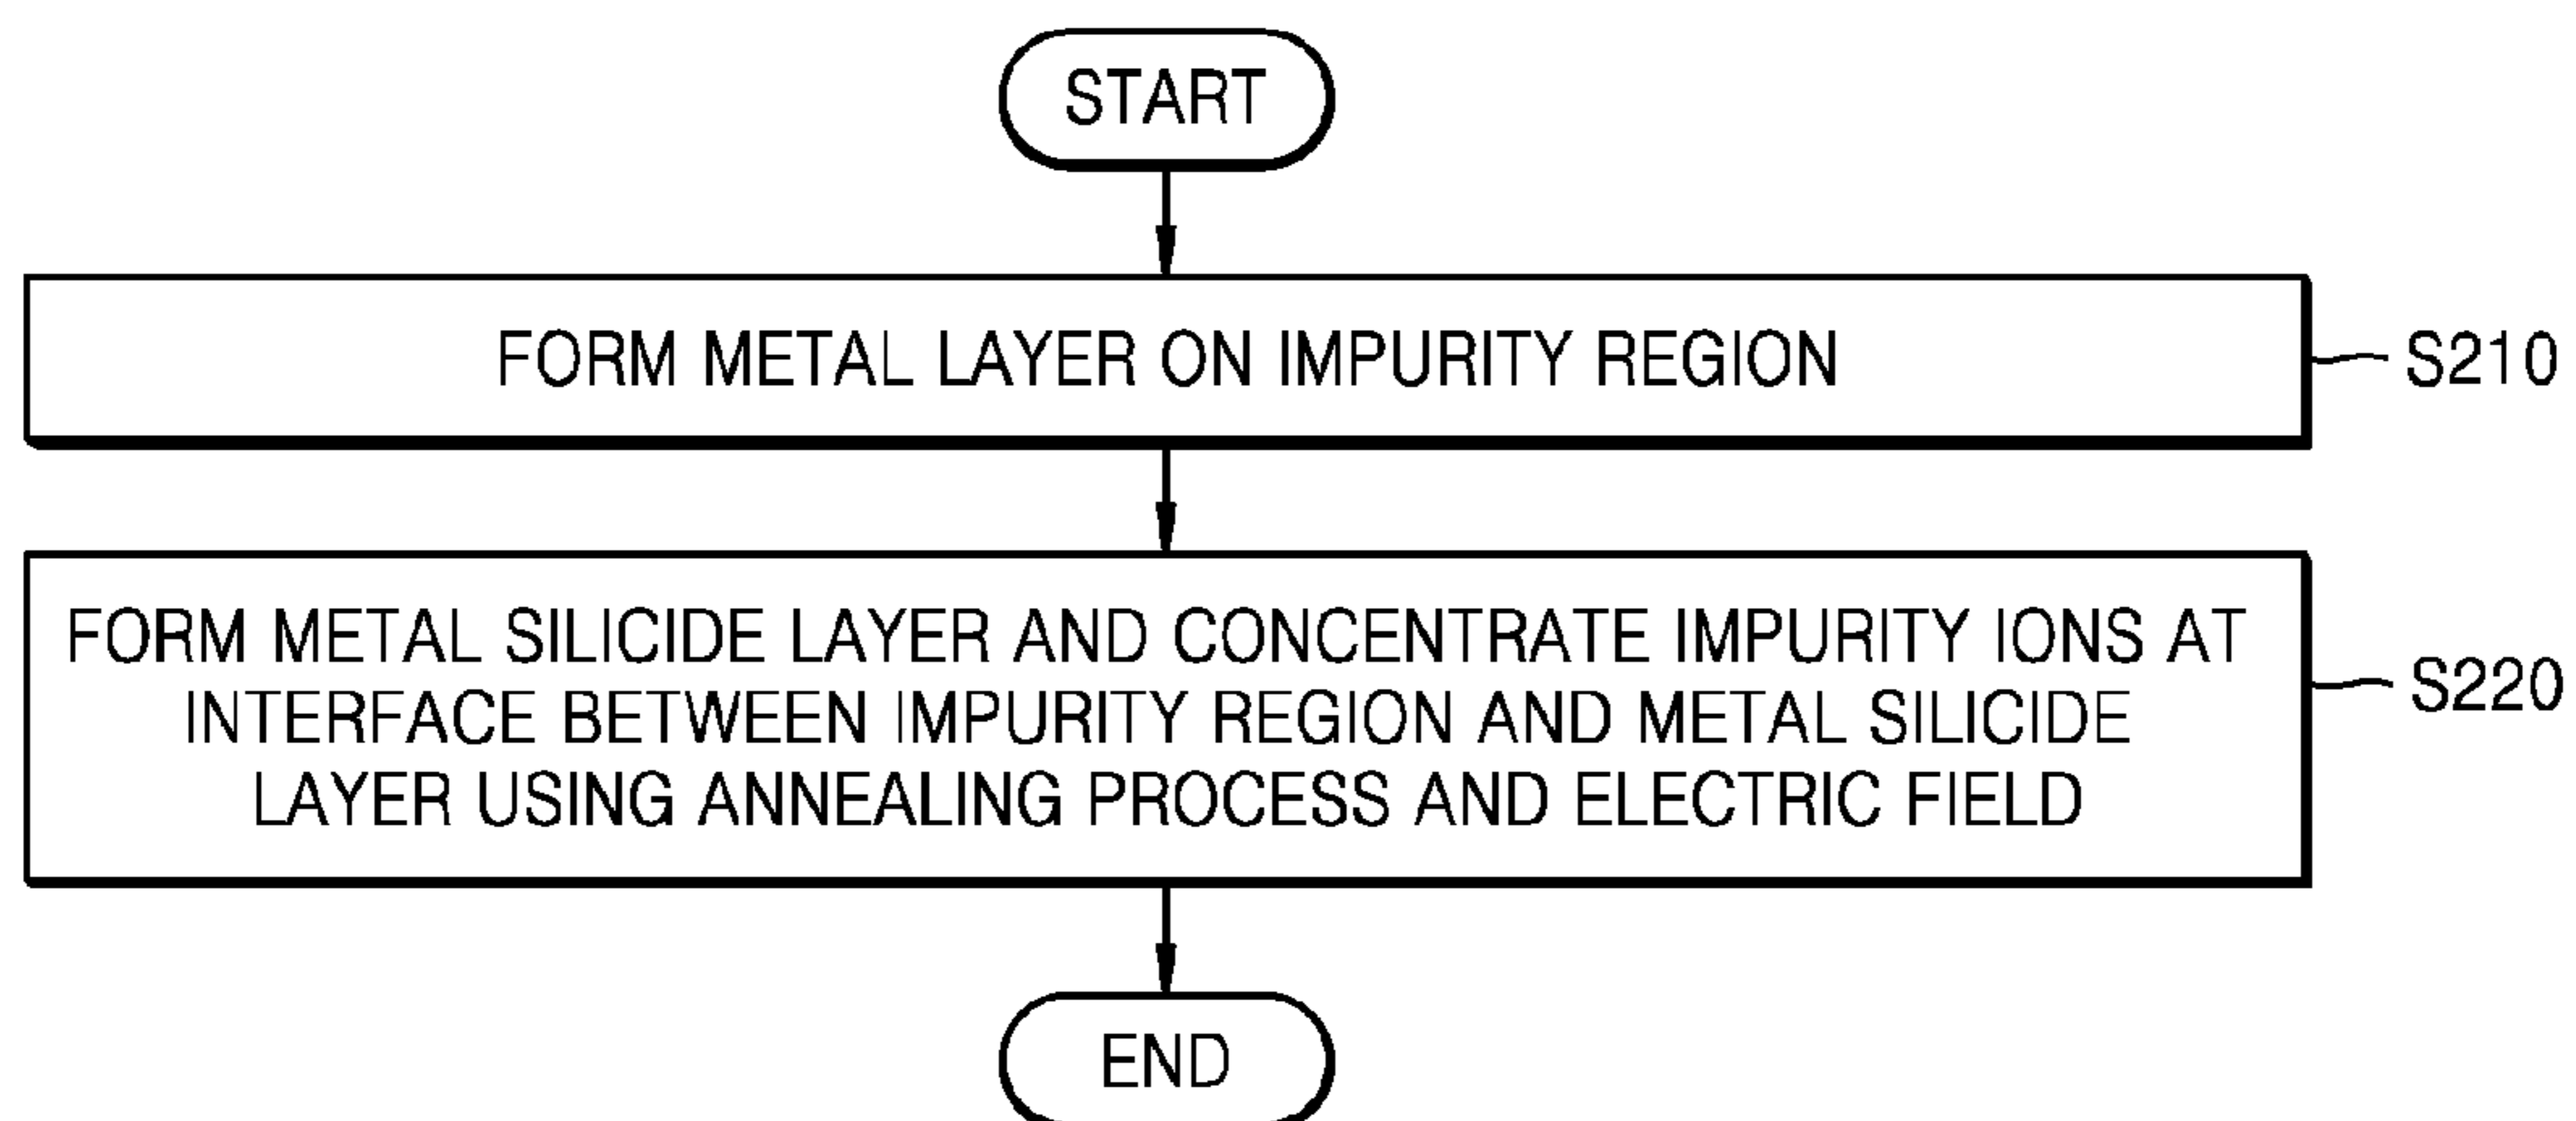 START
FORM METAL LAYER ON IMPURITY REGION
S210
FORM METAL SILICIDE LAYER AND CONCENTRATE IMPURITY IONS AT
INTERFACE BETWEEN IMPURITY REGION AND METAL SILICIDE
LAYER USING ANNEALING PROCESS AND ELECTRIC FIELD
S220
END